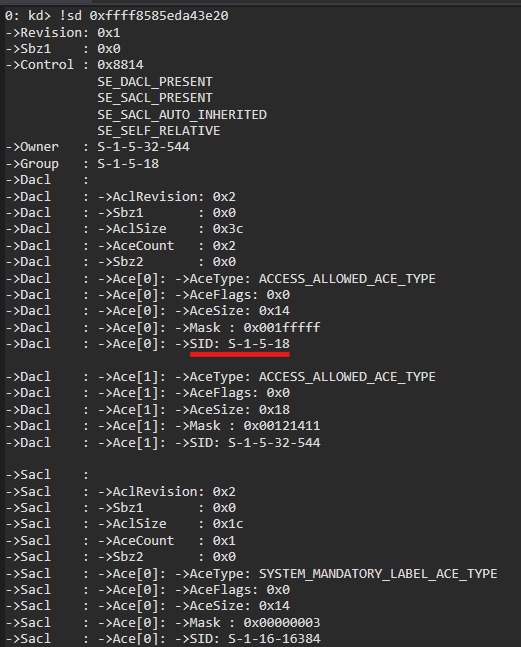 0: kd> !sd 0xffff8585eda43e20
->Revision: 0x1
->Sbz1    : 0x0
->Control : 0x8814
            SE_DACL_PRESENT
            SE_SACL_PRESENT
            SE_SACL_AUTO_INHERITED
            SE_SELF_RELATIVE
->Owner   : S-1-5-32-544
->Group   : S-1-5-18
->Dacl    :
->Dacl    : ->AclRevision: 0x2
->Dacl    : ->Sbz1       : 0x0
->Dacl    : ->AclSize    : 0x3c
->Dacl    : ->AceCount   : 0x2
->Dacl    : ->Sbz2       : 0x0
->Dacl    : ->Ace[0]: ->AceType: ACCESS_ALLOWED_ACE_TYPE
->Dacl    : ->Ace[0]: ->AceFlags: 0x0
->Dacl    : ->Ace[0]: ->AceSize: 0x14
->Dacl    : ->Ace[0]: ->Mask : 0x001fffff
->Dacl    : ->Ace[0]: ->SID: S-1-5-18
->Dacl    : ->Ace[1]: ->AceType: ACCESS_ALLOWED_ACE_TYPE
->Dacl    : ->Ace[1]: ->AceFlags: 0x0
->Dacl    : ->Ace[1]: ->AceSize: 0x18
->Dacl    : ->Ace[1]: ->Mask : 0x00121411
->Dacl    : ->Ace[1]: ->SID: S-1-5-32-544
->Sacl    :
->Sacl    : ->AclRevision: 0x2
->Sacl    : ->Sbz1       : 0x0
->Sacl    : ->AclSize    : 0x1c
->Sacl    : ->AceCount   : 0x1
->Sacl    : ->Sbz2       : 0x0
->Sacl    : ->Ace[0]: ->AceType: SYSTEM_MANDATORY_LABEL_ACE_TYPE
->Sacl    : ->Ace[0]: ->AceFlags: 0x0
->Sacl    : ->Ace[0]: ->AceSize: 0x14
->Sacl    : ->Ace[0]: ->Mask : 0x00000003
->Sacl    : ->Ace[0]: ->SID: S-1-16-16384